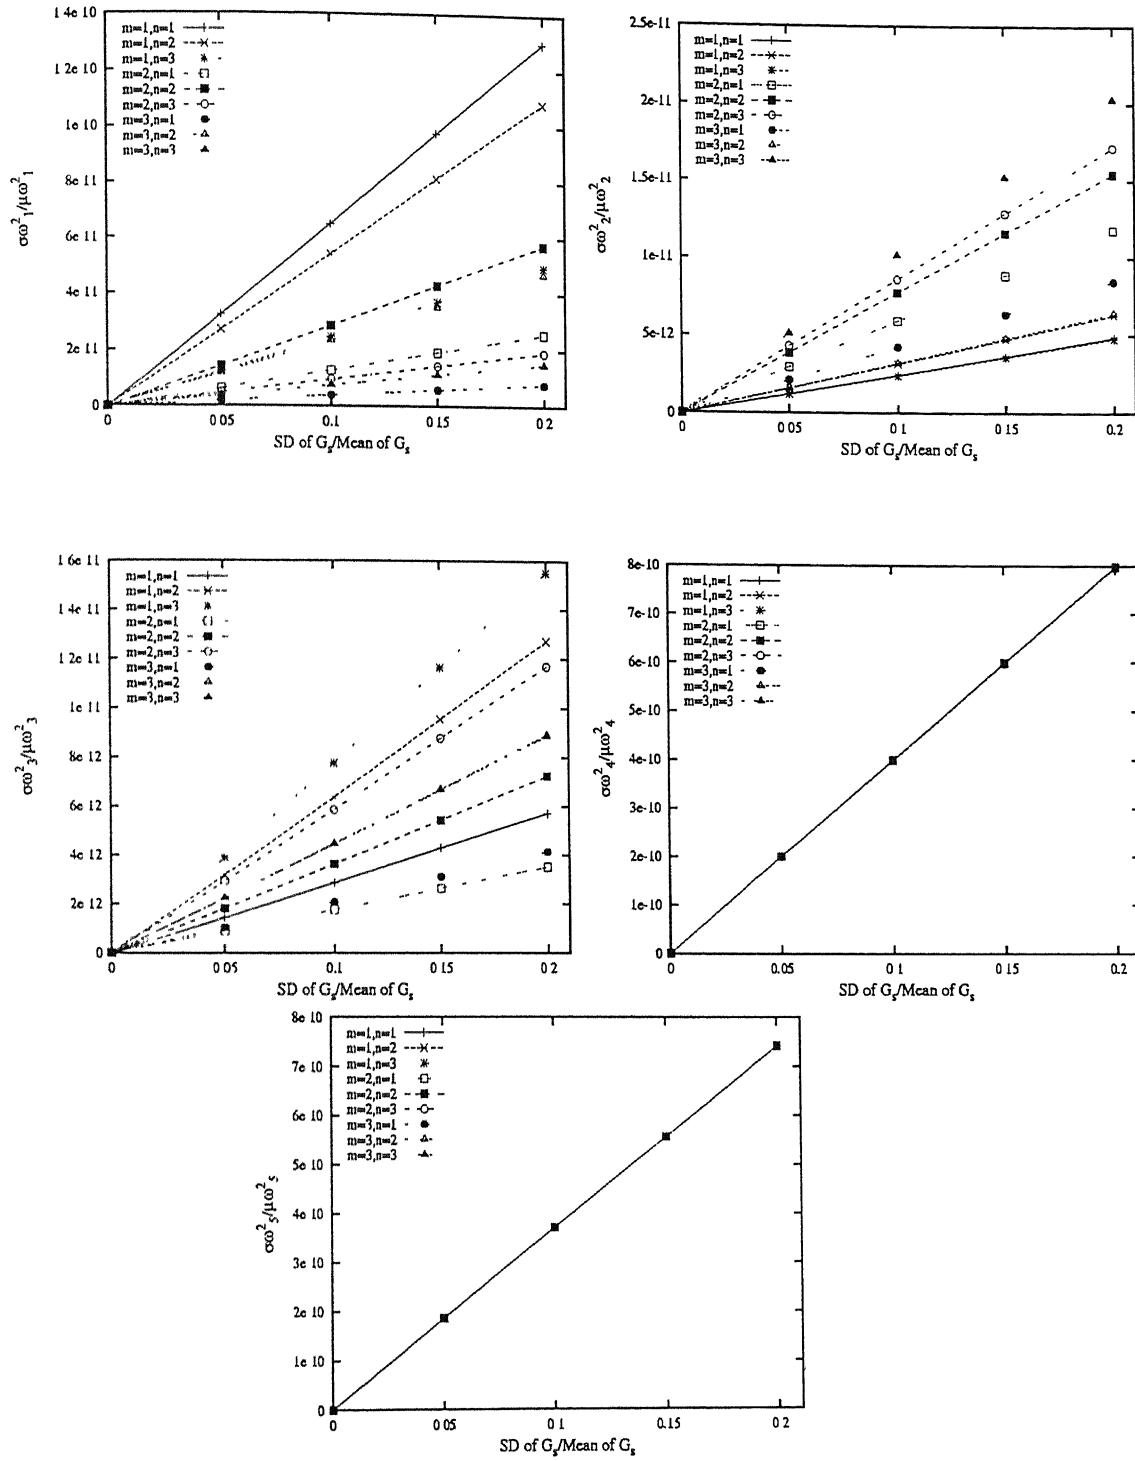 1 4e 10
1 2e 10
1e 10
8e 11
6e 11
4e 11
2e 11
0
m=1,n=1
m=1,n=2
m=1,n=3
m=2,n=1
m=2,n=2
m=2,n=3
m=3,n=1
m=3,n=2
m=3,n=3
σω²₁/μω²₁
0 0 05 0.1 0.15 0 2
SD of Gₛ/Mean of Gₛ
2.5e-11
2e-11
1.5e-11
1e-11
5e-12
0
m=1,n=1
m=1,n=2
m=1,n=3
m=2,n=1
m=2,n=2
m=2,n=3
m=3,n=1
m=3,n=2
m=3,n=3
σω²₂/μω²₂
0 0 05 0 1 0 15 0.2
SD of Gₛ/Mean of Gₛ
1 6e 11
1 4e 11
1 2e 11
1e 11
8e 12
6e 12
4e 12
2e 12
0
m=1,n=1
m=1,n=2
m=1,n=3
m=2,n=1
m=2,n=2
m=2,n=3
m=3,n=1
m=3,n=2
m=3,n=3
σω²₃/μω²₃
0 0 05 0.1 0.15 0 2
SD of Gₛ/Mean of Gₛ
8e-10
7e-10
6e-10
5e-10
4e-10
3e-10
2e-10
1e-10
0
m=1,n=1
m=1,n=2
m=1,n=3
m=2,n=1
m=2,n=2
m=2,n=3
m=3,n=1
m=3,n=2
m=3,n=3
σω²₄/μω²₄
0 0.05 0 1 0 15 0 2
SD of Gₛ/Mean of Gₛ
8e 10
7e 10
6e 10
5e 10
4e 10
3e 10
2e 10
1e 10
0
m=1,n=1
m=1,n=2
m=1,n=3
m=2,n=1
m=2,n=2
m=2,n=3
m=3,n=1
m=3,n=2
m=3,n=3
σω²₅/μω²₅
0 0 05 0 1 0.15 0 2
SD of Gₛ/Mean of Gₛ